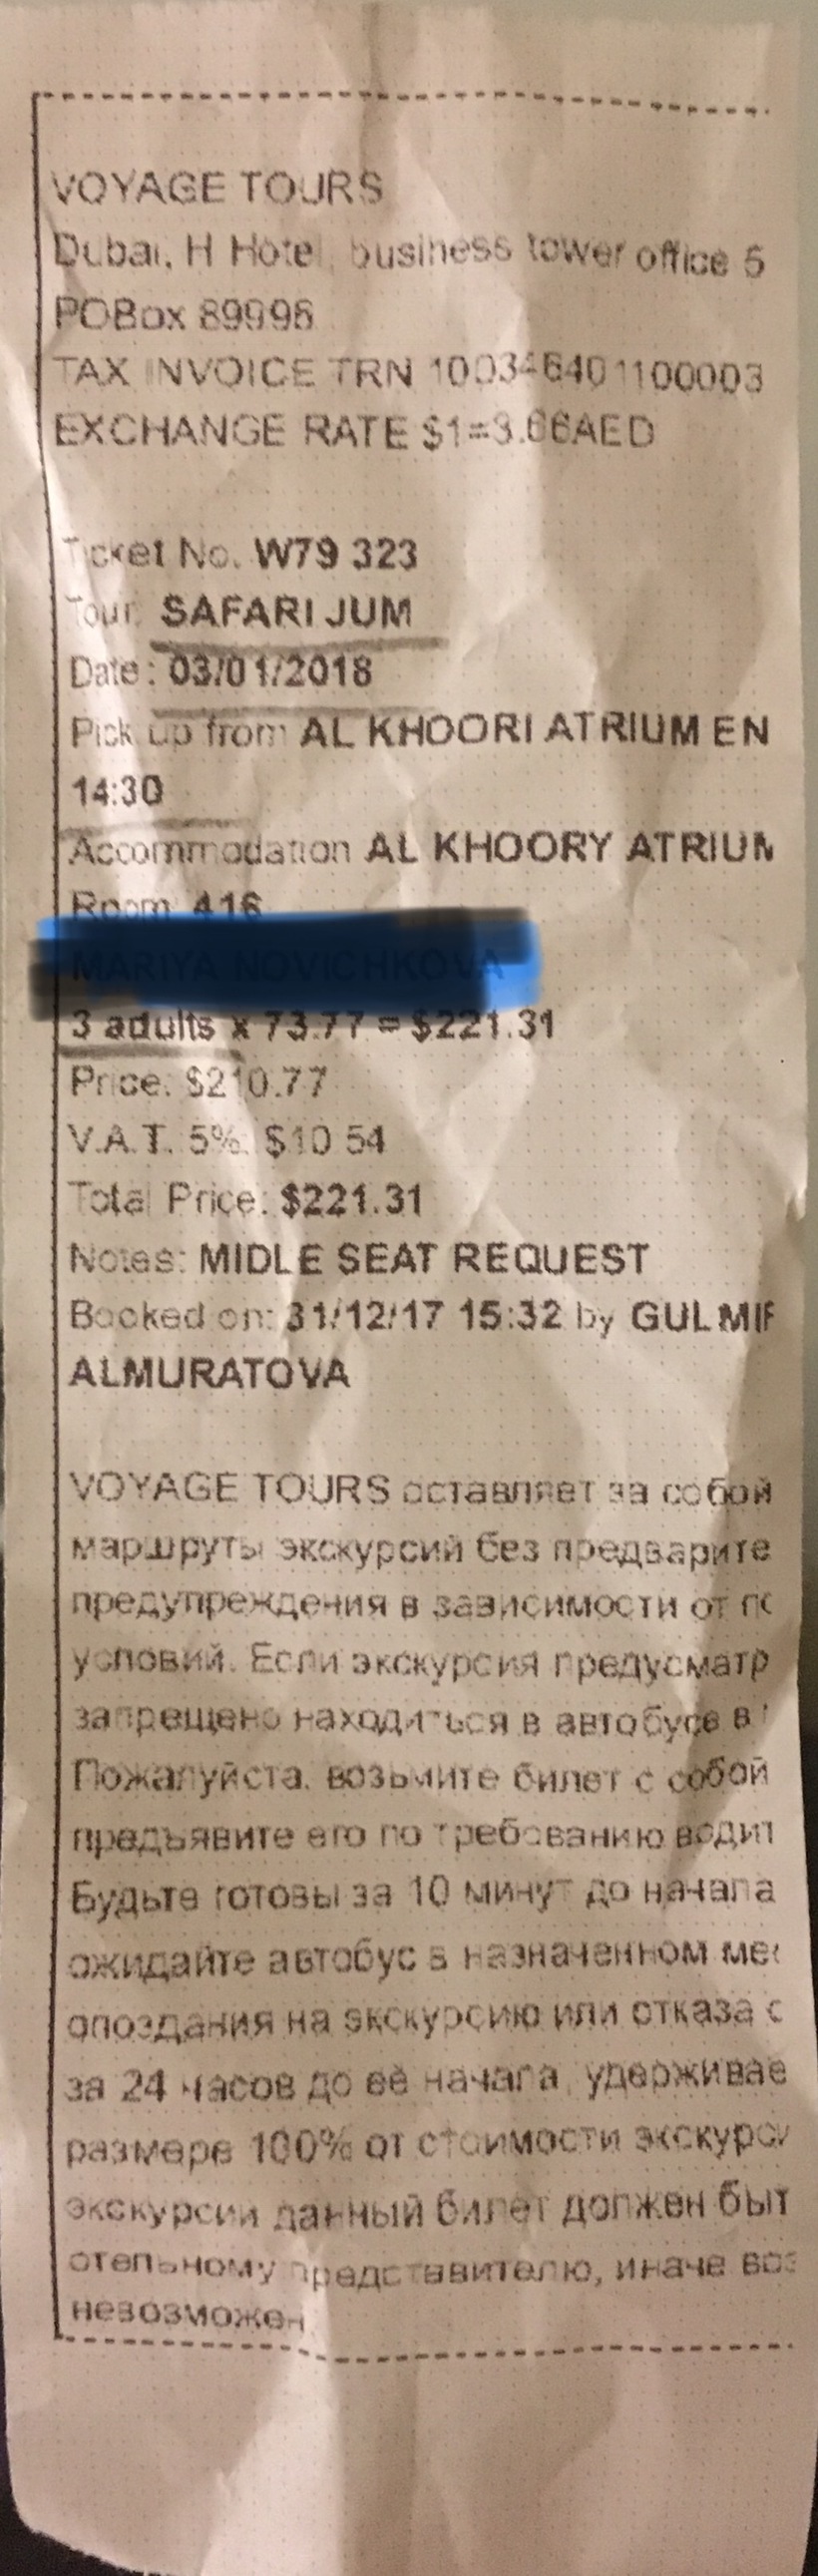 VOYAGE TOURS
Dubai, H Hotel, business tower office 5
POBox 89996
TAX INVOICE TRN
EXCHANGE RATE $1=3.66AED
Ticket No. W79 323
Tour: SAFARI JUM
Date: 03/01/2018
Pick up from AL KHOORI ATRIUM EN
14:30
Accommodation AL KHOORY ATRIUM
Room 416
3 adults x 73.77 = $221.31
Price: $210.77
V.A.T. 5%: $10.54
Total Price: $221.31
Notes: MIDLE SEAT REQUEST
Booked on: 31/12/17 15:32 by
ALMURATOVA
VOYAGE TOURS оставляет за собой
маршруты экскурсий без предварите
предупреждения в зависимости от
условий. Если экскурсия предусматр
запрещено находиться в автобусе в
Пожалуйста, возьмите билет с собой
предъявите его по требованию
Будьте готовы за 10 минут до начала
ожидайте автобус в назначенном
опоздания на экскурсию или отказа
за 24 часов до её начала, удерживае
размере 100% от стоимости экскурси
экскурсии данный билет должен быт
отельному представителю, иначе воз
невозможен